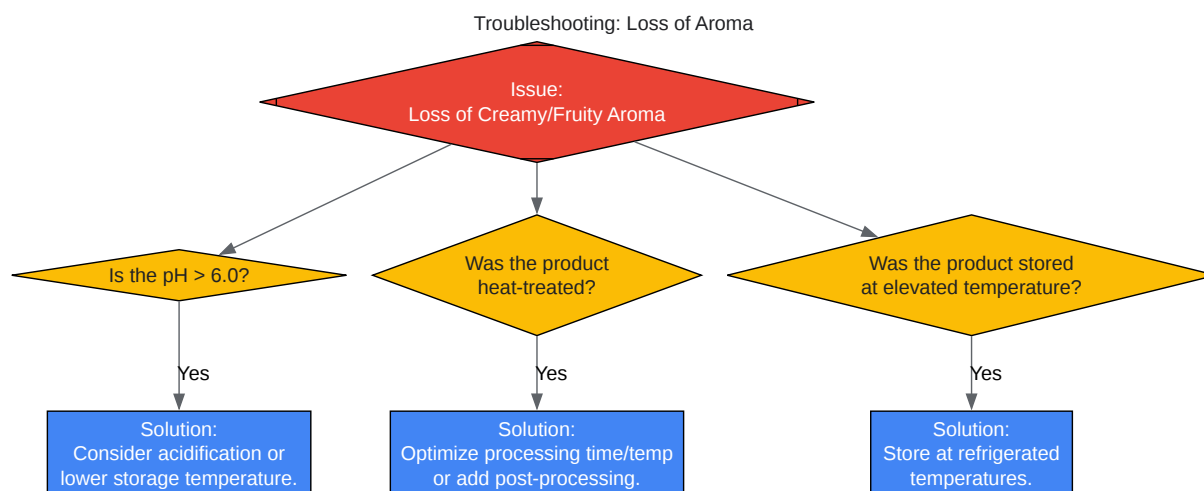 Troubleshooting: Loss of Aroma
Issue:
Loss of Creamy/Fruity Aroma
Is the pH > 6.0?
Was the product
heat-treated?
Was the product stored
at elevated temperature?
Yes
Yes
Yes
Solution:
Consider acidification or
lower storage temperature.
Solution:
Optimize processing time/temp
or add post-processing.
Solution:
Store at refrigerated
temperatures.